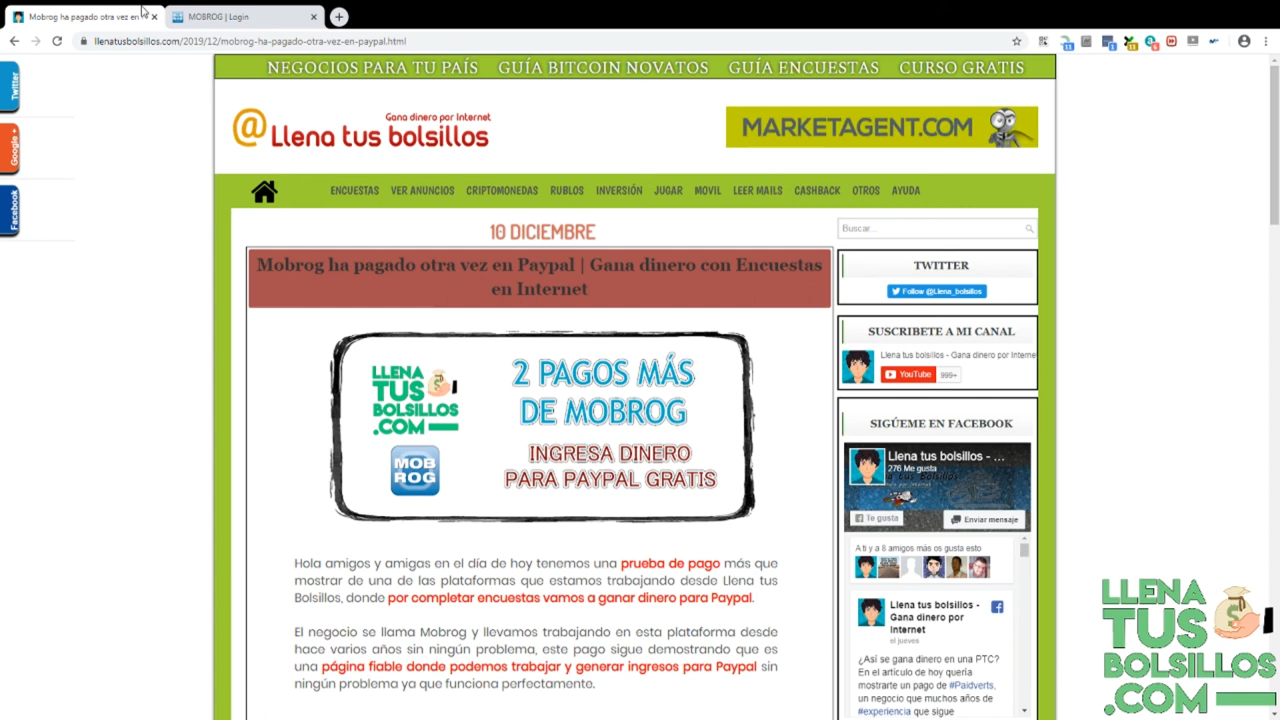 Mobrog ha pagado otra vez en
MOBROG | Login
llenatusbolsillos.com/2019/12/mobrog-ha-pagado-otra-vez-en-paypal.html
Twitter
Google +
Facebook
NEGOCIOS PARA TU PAÍS GUÍA BITCOIN NOVATOS GUÍA ENCUESTAS CURSO GRATIS
Gana dinero por Internet
@Llena tus bolsillos
MARKETAGENT.COM
ENCUESTAS VER ANUNCIOS CRIPTOMONEDAS RUBLOS INVERSIÓN JUGAR MOVIL LEER MAILS CASHBACK OTROS AYUDA
10 DICIEMBRE
Mobrog ha pagado otra vez en Paypal | Gana dinero con Encuestas
en Internet
LLENA
TUS
BOLSILLOS
.COM
MOB
ROG
2 PAGOS MÁS
DE MOBROG
INGRESA DINERO
PARA PAYPAL GRATIS
Hola amigos y amigas en el día de hoy taremos una prueba de pago más que
mostrar de una de las plataformas que estamos trabajando desde Llena tus
Bolsillos, donde por completar encuestas vamos a ganar dinero para Paypal.
El negocio se llama Mobrog y llevamos trabajando en esta plataforma desde
hace varios años sin ningún problema, este pago sigue demostrando que es
una página fiable donde podemos trabajar y generar ingresos para Paypal sin
ningún problema ya que funciona perfectamente.
Buscar...
TWITTER
Follow @Llena_bolsillos
SUSCRIBETE A MI CANAL
Llena tus bolsillos - Gana dinero por Interne
YouTube 999+
SIGÚEME EN FACEBOOK
Llena tus bolsillos - ...
276 Me gusta
Te gusta
Enviar mensaje
A ti y a 8 amigos más os gusta esto
Llena tus bolsillos -
Gana dinero por
Internet
el jueves
¿Así se gana dinero en una PTC?
En el artículo de hoy quería
mostrarte un pago de #Paidverts,
un negocio que muchos años de
#experiencia que sigue
LLENA
TUS
BOLSILLOS
.COM